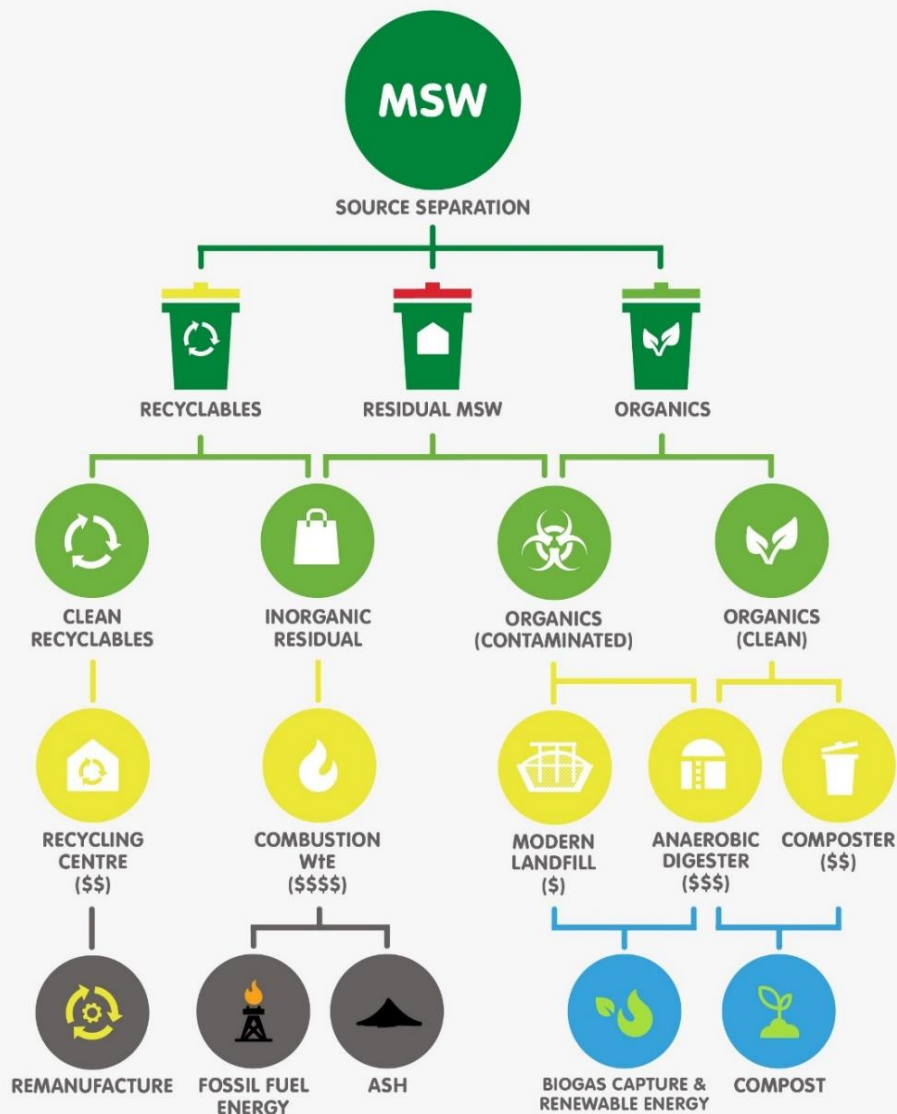 MSW
SOURCE SEPARATION
RECYCLABLES
RESIDUAL MSW
ORGANICS
CLEAN
RECYCLABLES
INORGANIC
RESIDUAL
ORGANICS
(CONTAMINATED)
ORGANICS
(CLEAN)
RECYCLING
CENTRE
($$)
COMBUSTION
WtE
($$$$)
MODERN
LANDFILL
($)
ANAEROBIC
DIGESTER
($$$)
COMPOSTER
($$)
REMANUFACTURE
FOSSIL FUEL
ENERGY
ASH
BIOGAS CAPTURE &
RENEWABLE ENERGY
COMPOST